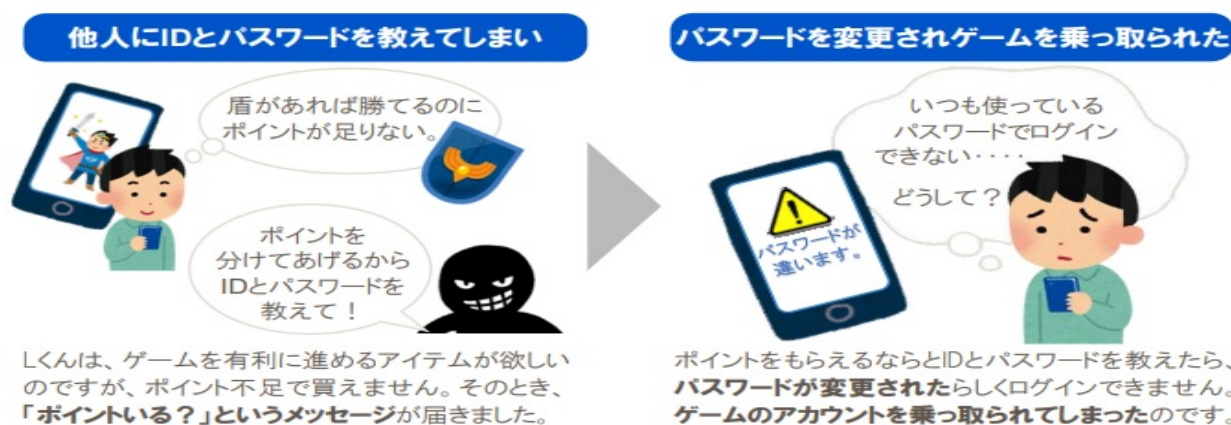 他人にIDとパスワードを教えてしまい
盾があれば勝てるのに
ポイントが足りない。
ポイントを
分けてあげるから
IDとパスワードを
教えて！
Lくんは、ゲームを有利に進めるアイテムが欲しい
のですが、ポイント不足で買えません。そのとき、
「ポイントいる？」というメッセージが届きました。
パスワードを変更されゲームを乗っ取られた
いつも使っている
パスワードでログイン
できない････
どうして？
パスワードが
違います。
ポイントをもらえるならとIDとパスワードを教えたら、
パスワードが変更されたらしくログインできません。
ゲームのアカウントを乗っ取られてしまったのです。